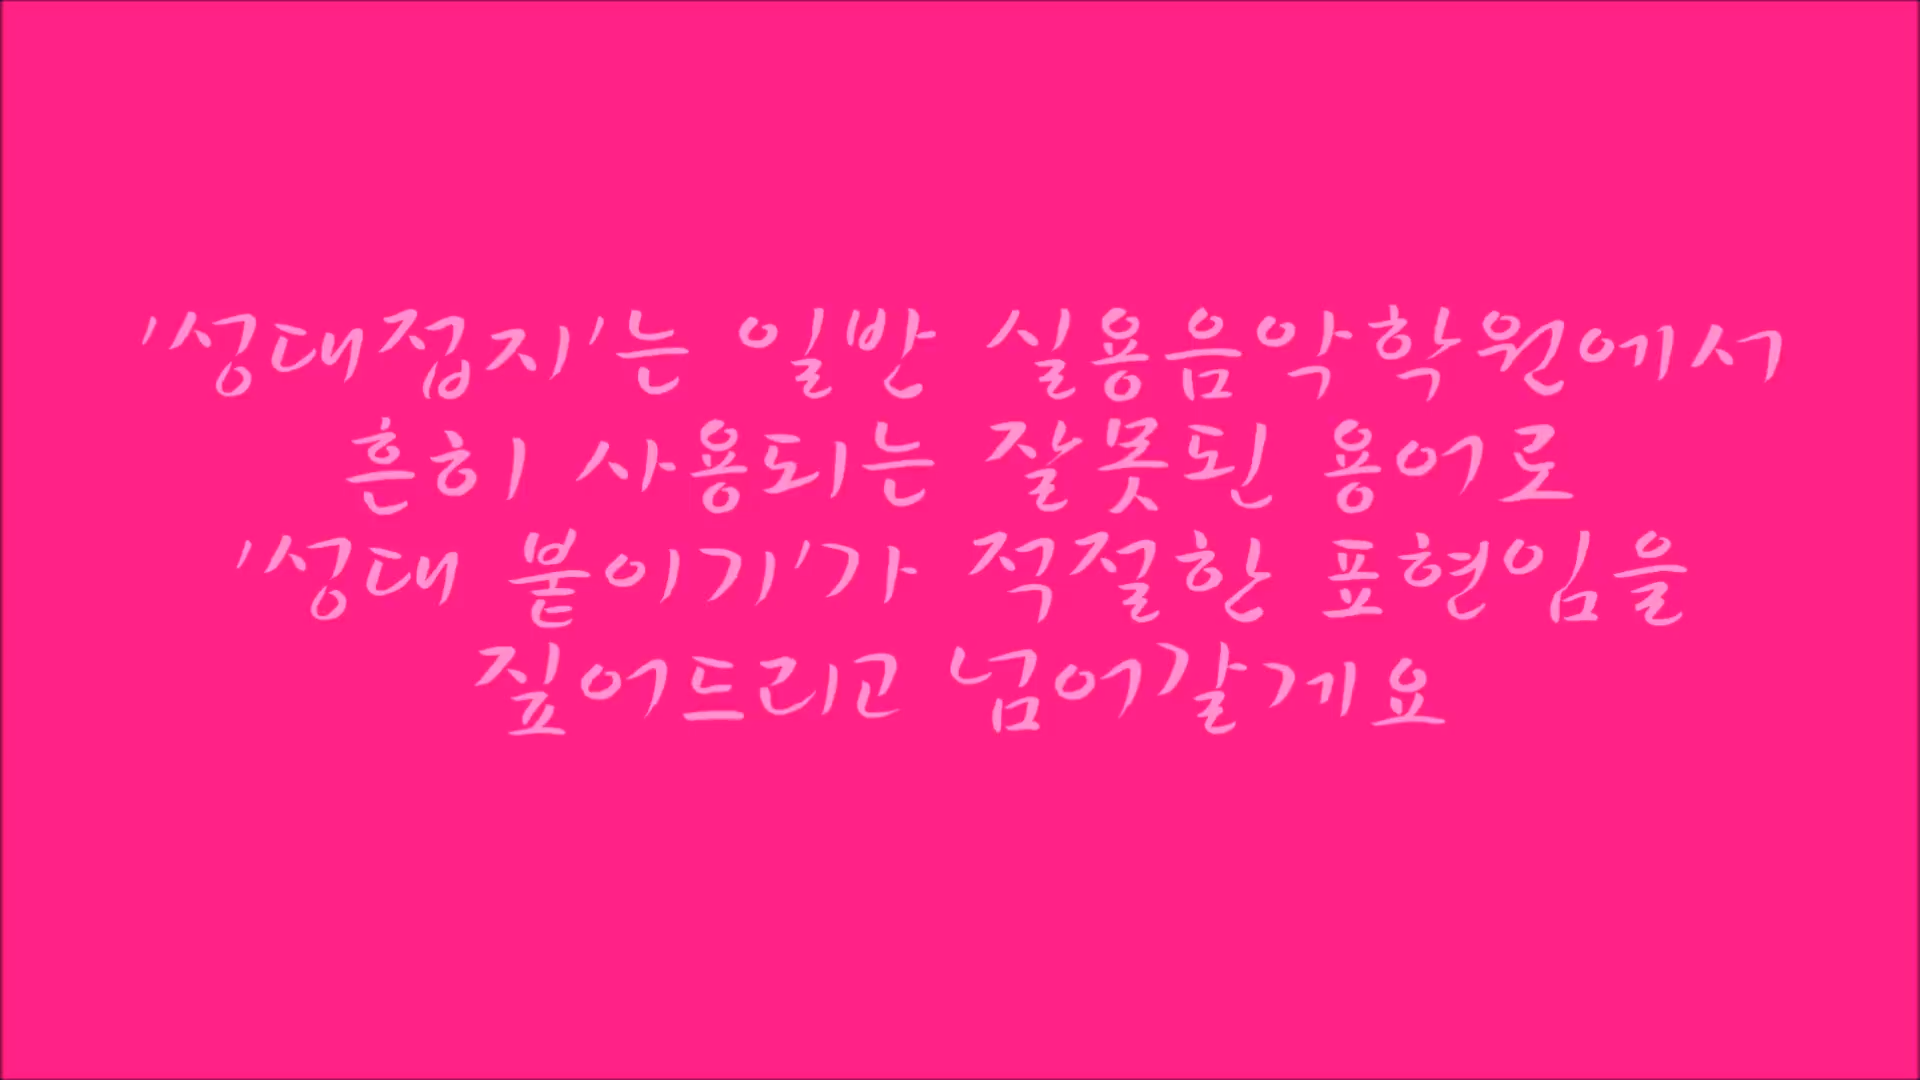 '성대접지'는 일반 실용음악학원에서
흔히 사용되는 잘못된 용어로
'성대 붙이기'가 적절한 표현임을
짚어드리고 넘어갈게요